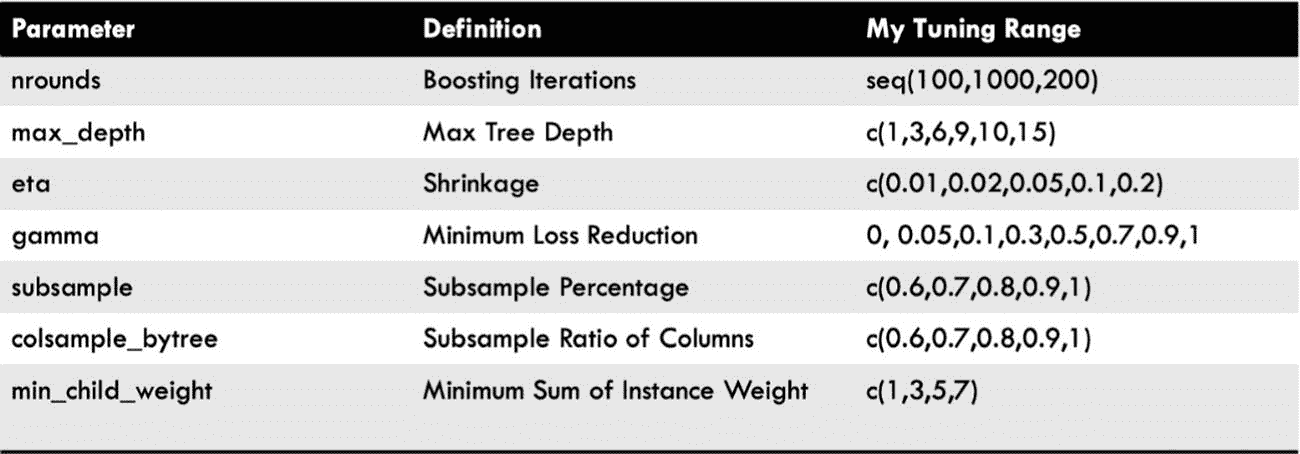 Parameter Definition My Tuning Range
nrounds Boosting Iterations seq(100,1000,200)
max_depth Max Tree Depth c(1,3,6,9,10,15)
eta Shrinkage c(0.01,0.02,0.05,0.1,0.2)
gamma Minimum Loss Reduction 0, 0.05,0.1,0.3,0.5,0.7,0.9,1
subsample Subsample Percentage c(0.6,0.7,0.8,0.9,1)
colsample_bytree Subsample Ratio of Columns c(0.6,0.7,0.8,0.9,1)
min_child_weight Minimum Sum of Instance Weight c(1,3,5,7)